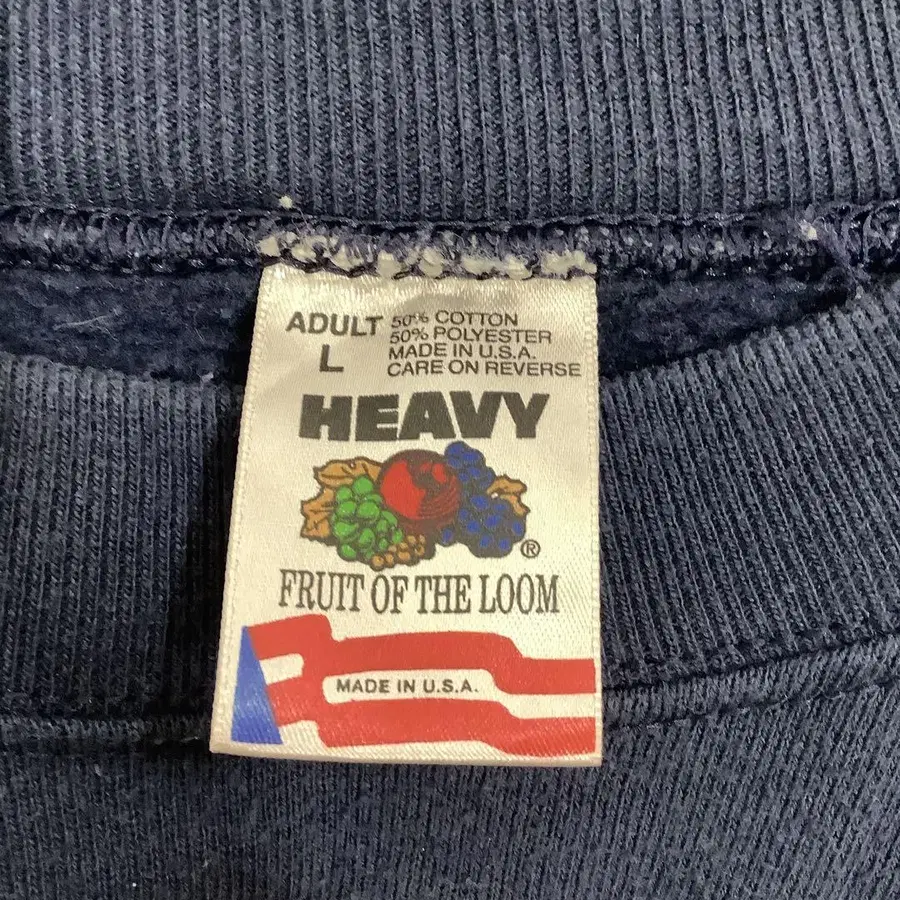 ADULT
L
50% COTTON
50% POLYESTER
MADE IN U.S.A.
CARE ON REVERSE
HEAVY
®
FRUIT OF THE LOOM
MADE IN U.S.A.